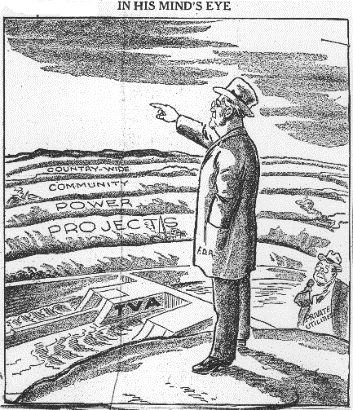 IN HIS MIND'S EYE
COUNTRY-WIDE
COMMUNITY
POWER
PROJECTS
F.D.R.
TVA
PRIVATE
UTILITIES